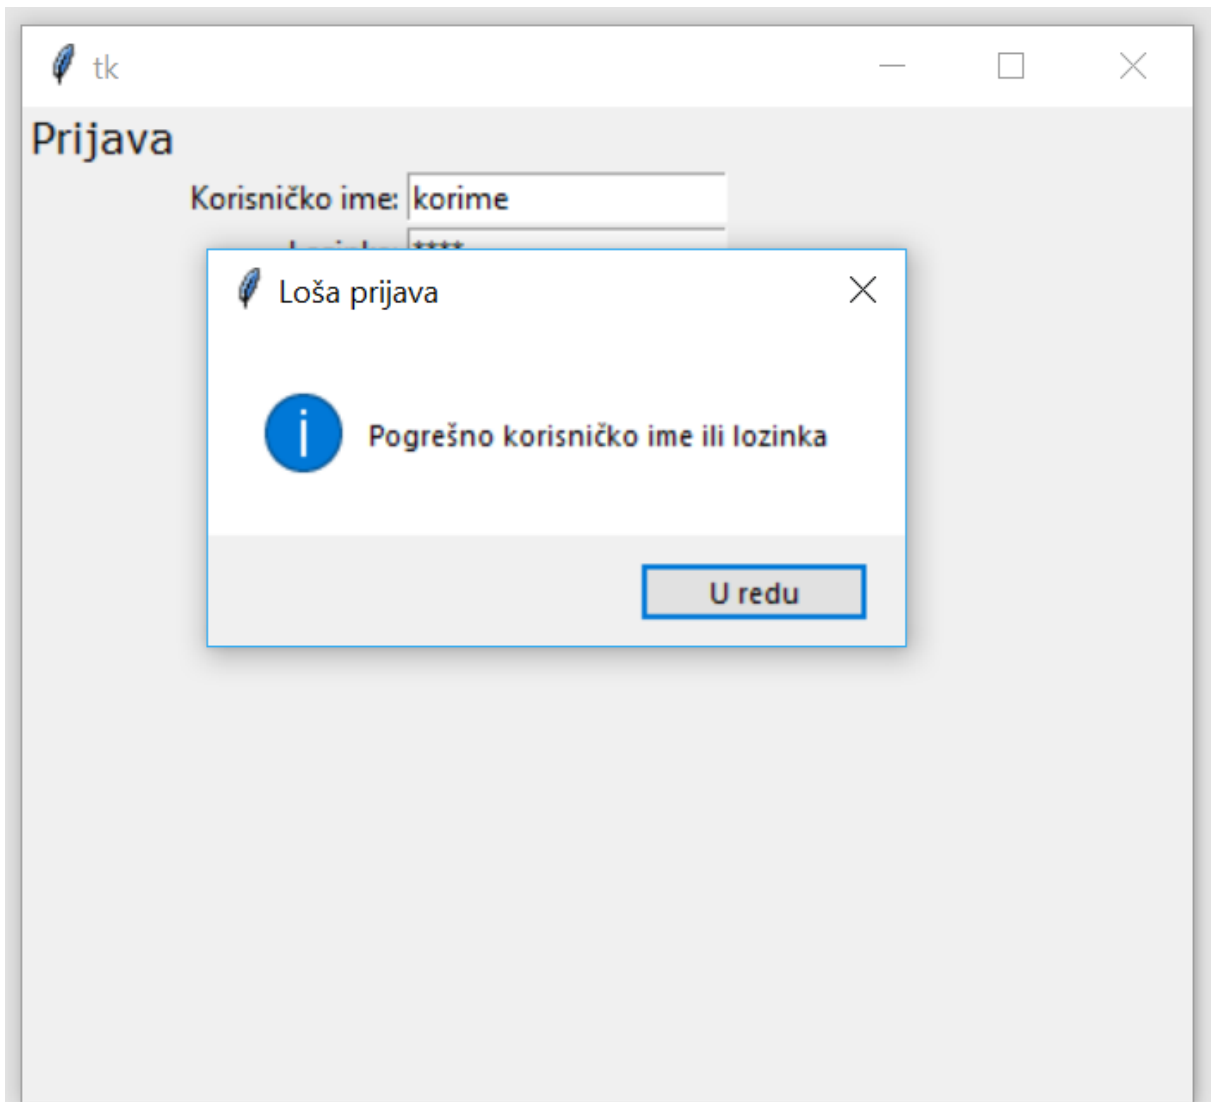 tk
Prijava
Korisničko ime: korime
****
Loša prijava
Pogrešno korisničko ime ili lozinka
U redu